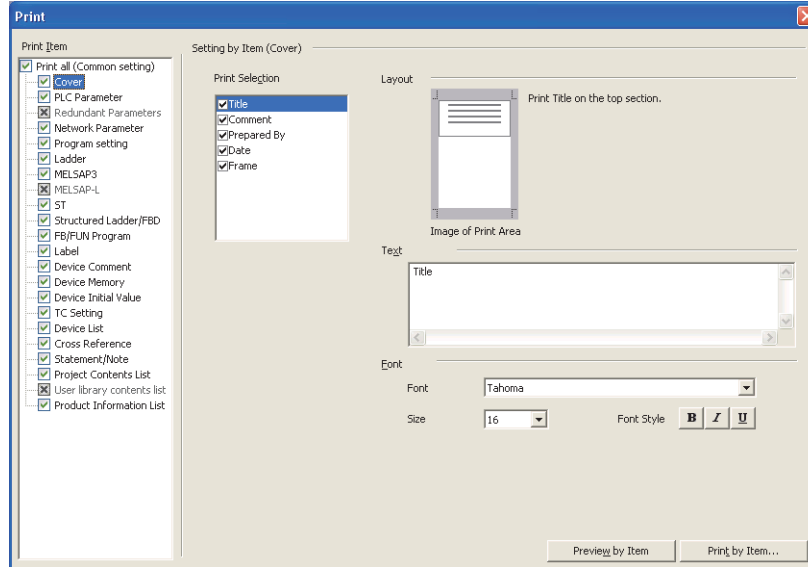 Print
Print Item
Print all (Common setting)
Cover
PLC Parameter
Redundant Parameters
Network Parameter
Program setting
Ladder
MELSAP3
MELSAP-L
ST
Structured Ladder/FBD
FB/FUN Program
Label
Device Comment
Device Memory
Device Initial Value
TC Setting
Device List
Cross Reference
Statement/Note
Project Contents List
User library contents list
Product Information List
Setting by Item (Cover)
Print Selection
Title
Comment
Prepared By
Date
Frame
Layout
Print Title on the top section.
Image of Print Area
Text
Title
Font
Font Tahoma
Size 16 Font Style B I U
Preview by Item Print by Item...